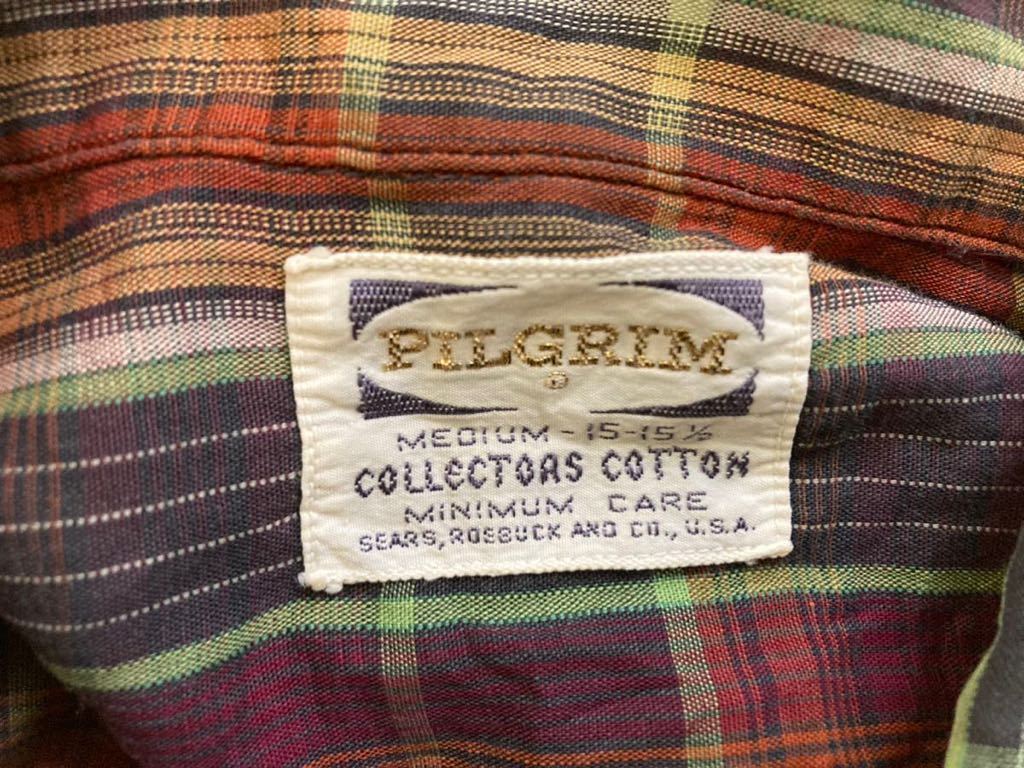 PILGRIM
®
MEDIUM - 15-15½
COLLECTORS COTTON
MINIMUM CARE
SEARS, ROEBUCK AND CO., U.S.A.